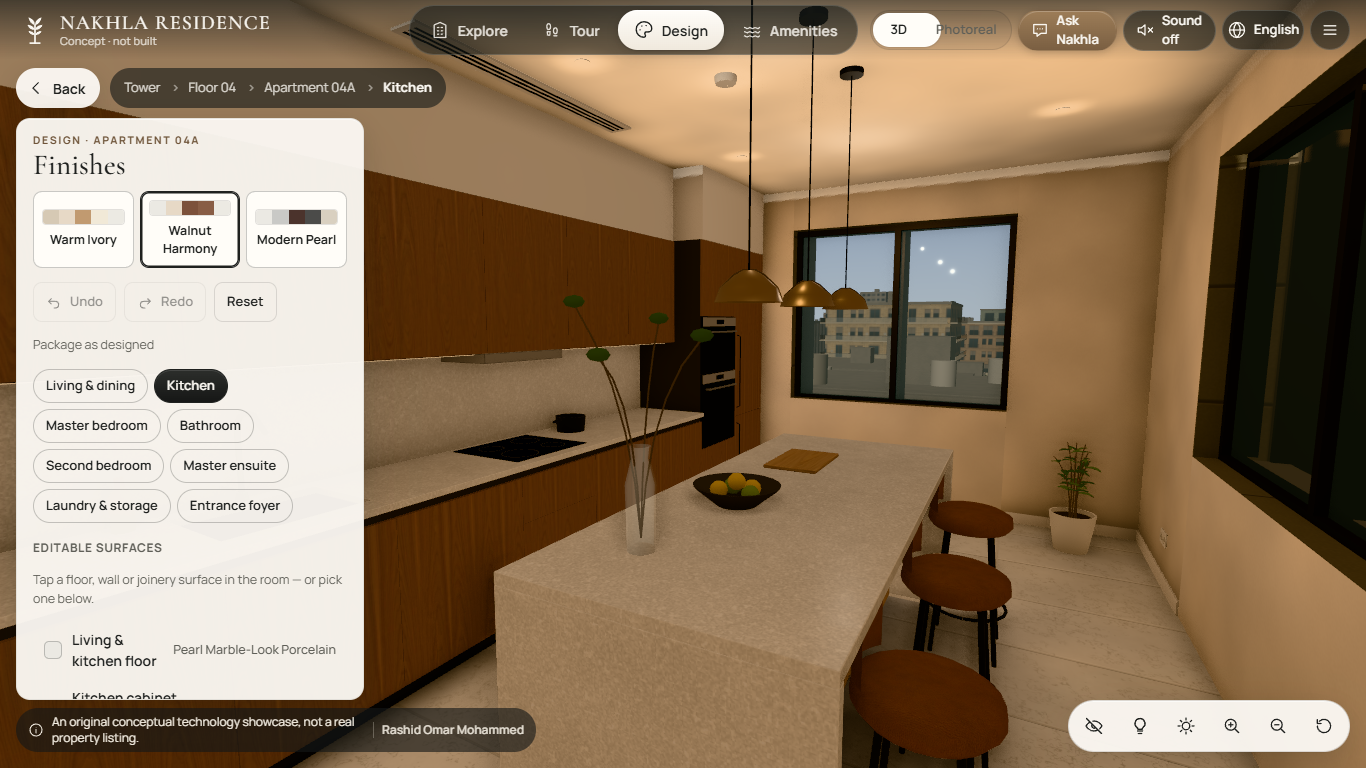 NAKHLA RESIDENCE
Concept · not built
Explore
Tour
Design
Amenities
3D
Photoreal
Ask
Nakhla
Sound
off
English
Back
Tower › Floor 04 › Apartment 04A › Kitchen
DESIGN · APARTMENT 04A
Finishes
Warm Ivory
Walnut
Harmony
Modern Pearl
Undo
Redo
Reset
Package as designed
Living & dining
Kitchen
Master bedroom
Bathroom
Second bedroom
Master ensuite
Laundry & storage
Entrance foyer
EDITABLE SURFACES
Tap a floor, wall or joinery surface in the room — or pick
one below.
Living &
kitchen floor
Pearl Marble-Look Porcelain
Kitchen cabinet
An original conceptual technology showcase, not a real
property listing.
Rashid Omar Mohammed